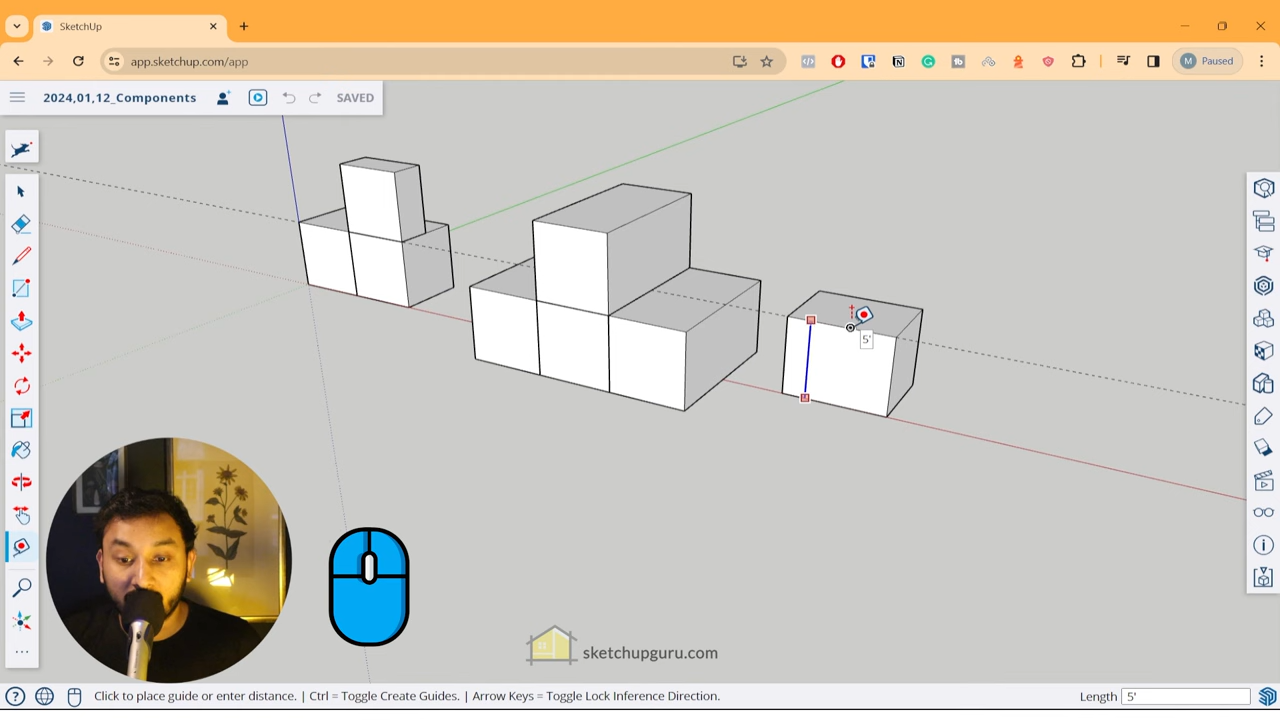 SketchUp
app.sketchup.com/app
M Paused
2024,01,12_Components
SAVED
5'
sketchupguru.com
Click to place guide or enter distance. | Ctrl = Toggle Create Guides. | Arrow Keys = Toggle Lock Inference Direction.
Length 5'